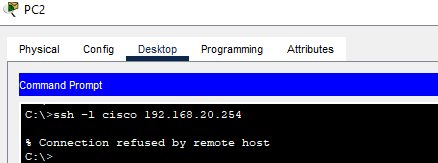 PC2
Physical Config Desktop Programming Attributes
Command Prompt
C:\>ssh -l cisco 192.168.20.254
% Connection refused by remote host
C:\>